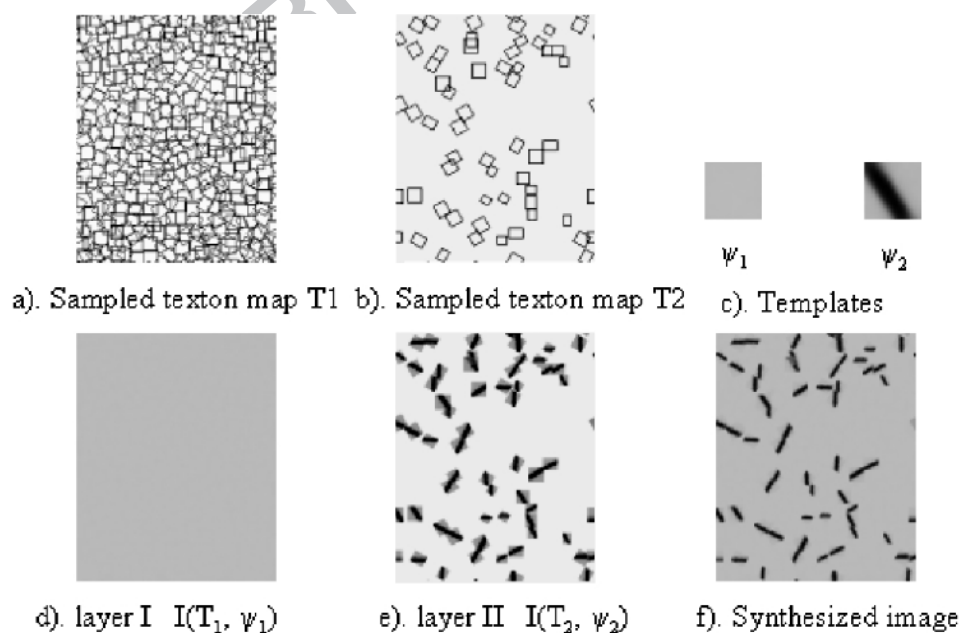 ψ₁ ψ₂
a). Sampled texton map T1 b). Sampled texton map T2 c). Templates
d). layer I I(T₁, ψ₁) e). layer II I(T₂, ψ₂) f). Synthesized image